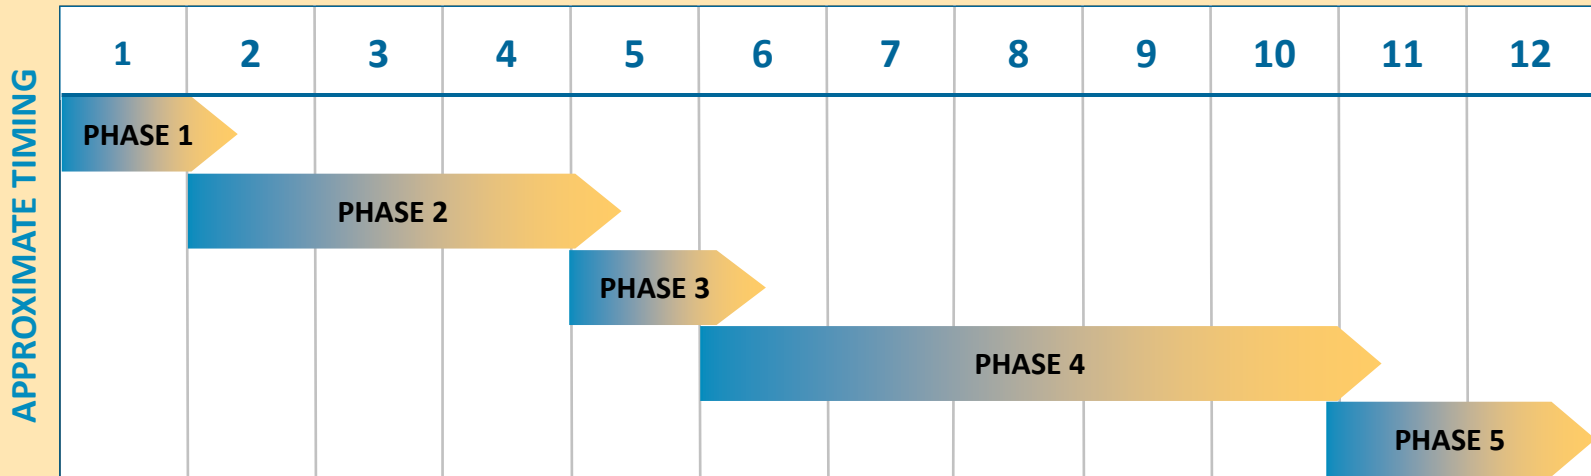 APPROXIMATE TIMING
1 2 3 4 5 6 7 8 9 10 11 12
PHASE 1
PHASE 2
PHASE 3
PHASE 4
PHASE 5